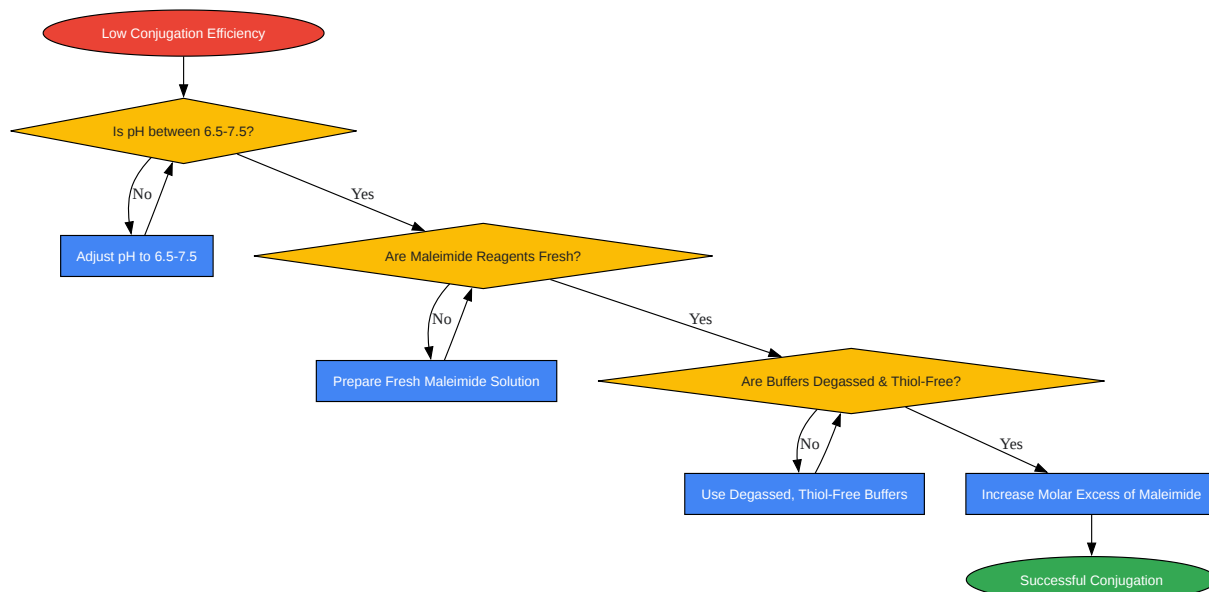 Low Conjugation Efficiency
Is pH between 6.5-7.5?
No
Yes
Adjust pH to 6.5-7.5
Are Maleimide Reagents Fresh?
No
Yes
Prepare Fresh Maleimide Solution
Are Buffers Degassed & Thiol-Free?
No
Yes
Use Degassed, Thiol-Free Buffers
Increase Molar Excess of Maleimide
Successful Conjugation